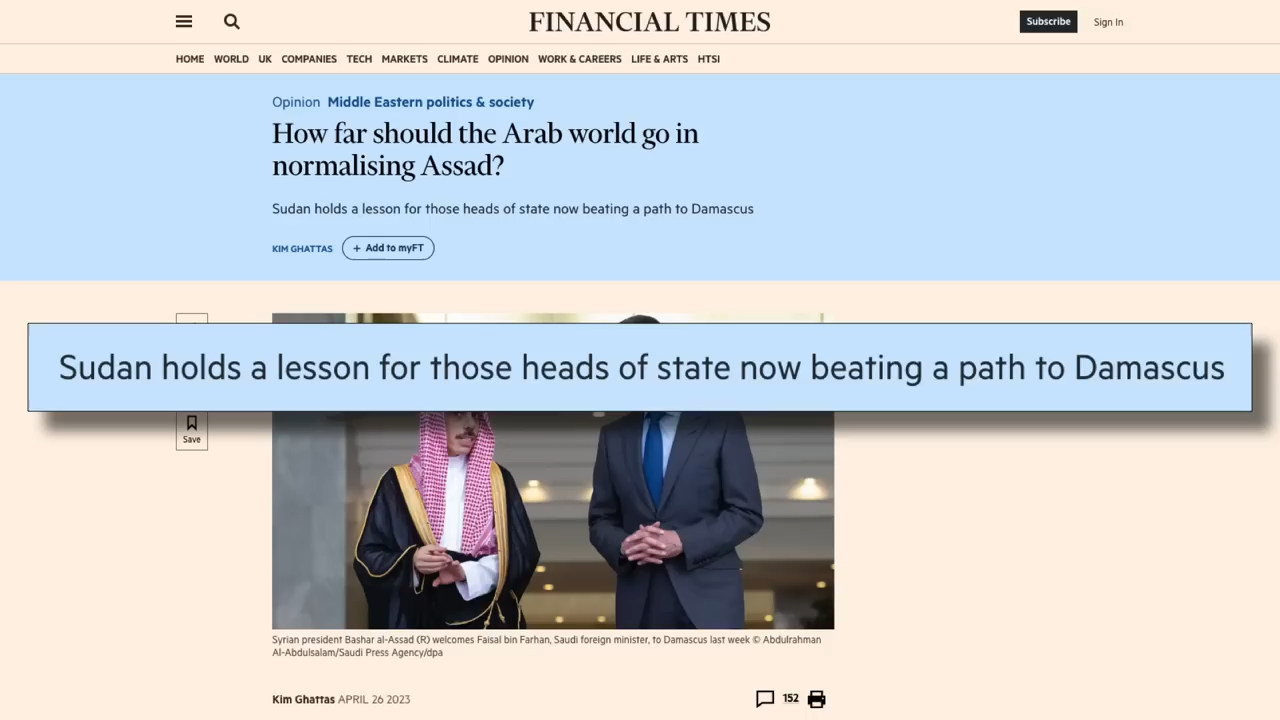 FINANCIAL TIMES
Subscribe
Sign In
HOME WORLD UK COMPANIES TECH MARKETS CLIMATE OPINION WORK & CAREERS LIFE & ARTS HTSI
Opinion Middle Eastern politics & society
How far should the Arab world go in
normalising Assad?
Sudan holds a lesson for those heads of state now beating a path to Damascus
KIM GHATTAS
+ Add to myFT
Sudan holds a lesson for those heads of state now beating a path to Damascus
Save
Syrian president Bashar al-Assad (R) welcomes Faisal bin Farhan, Saudi foreign minister, to Damascus last week © Abdulrahman
Al-Abdulsalam/Saudi Press Agency/dpa
Kim Ghattas APRIL 26 2023
152